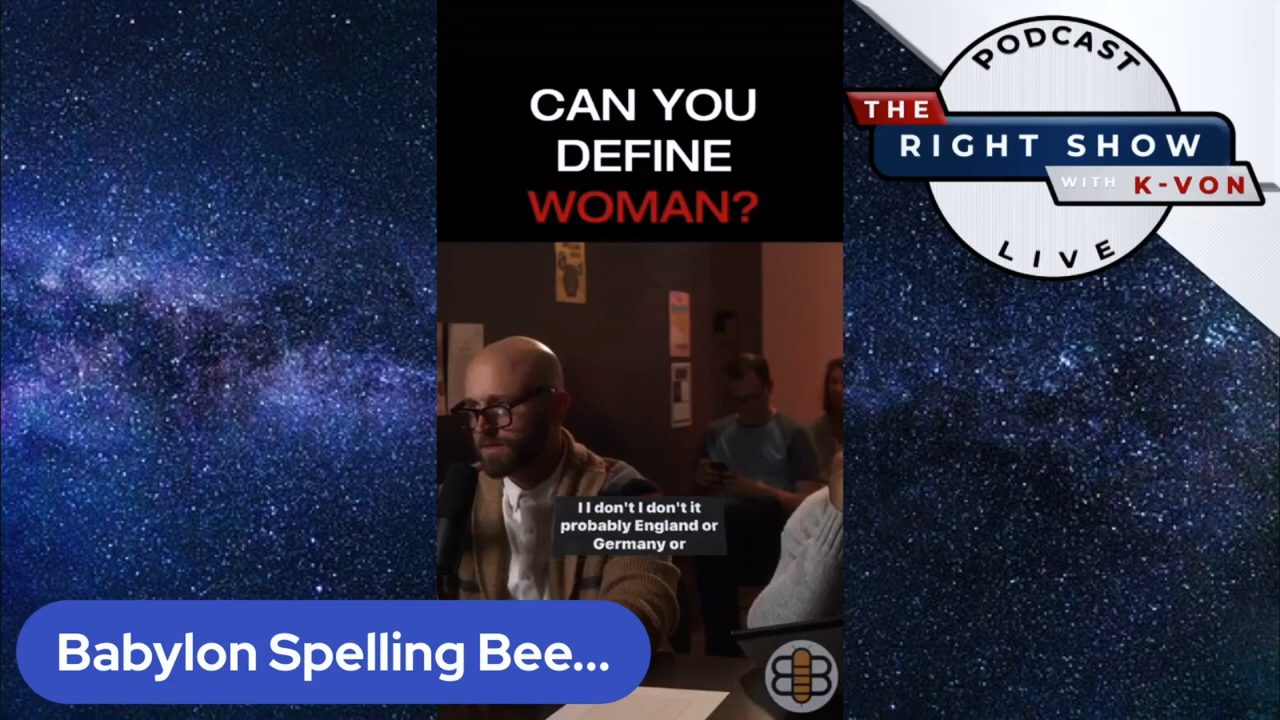 CAN YOU
DEFINE
WOMAN?
PODCAST
THE
RIGHT SHOW
WITH K-VON
LIVE
I I don't I don't it
probably England or
Germany or
Babylon Spelling Bee...